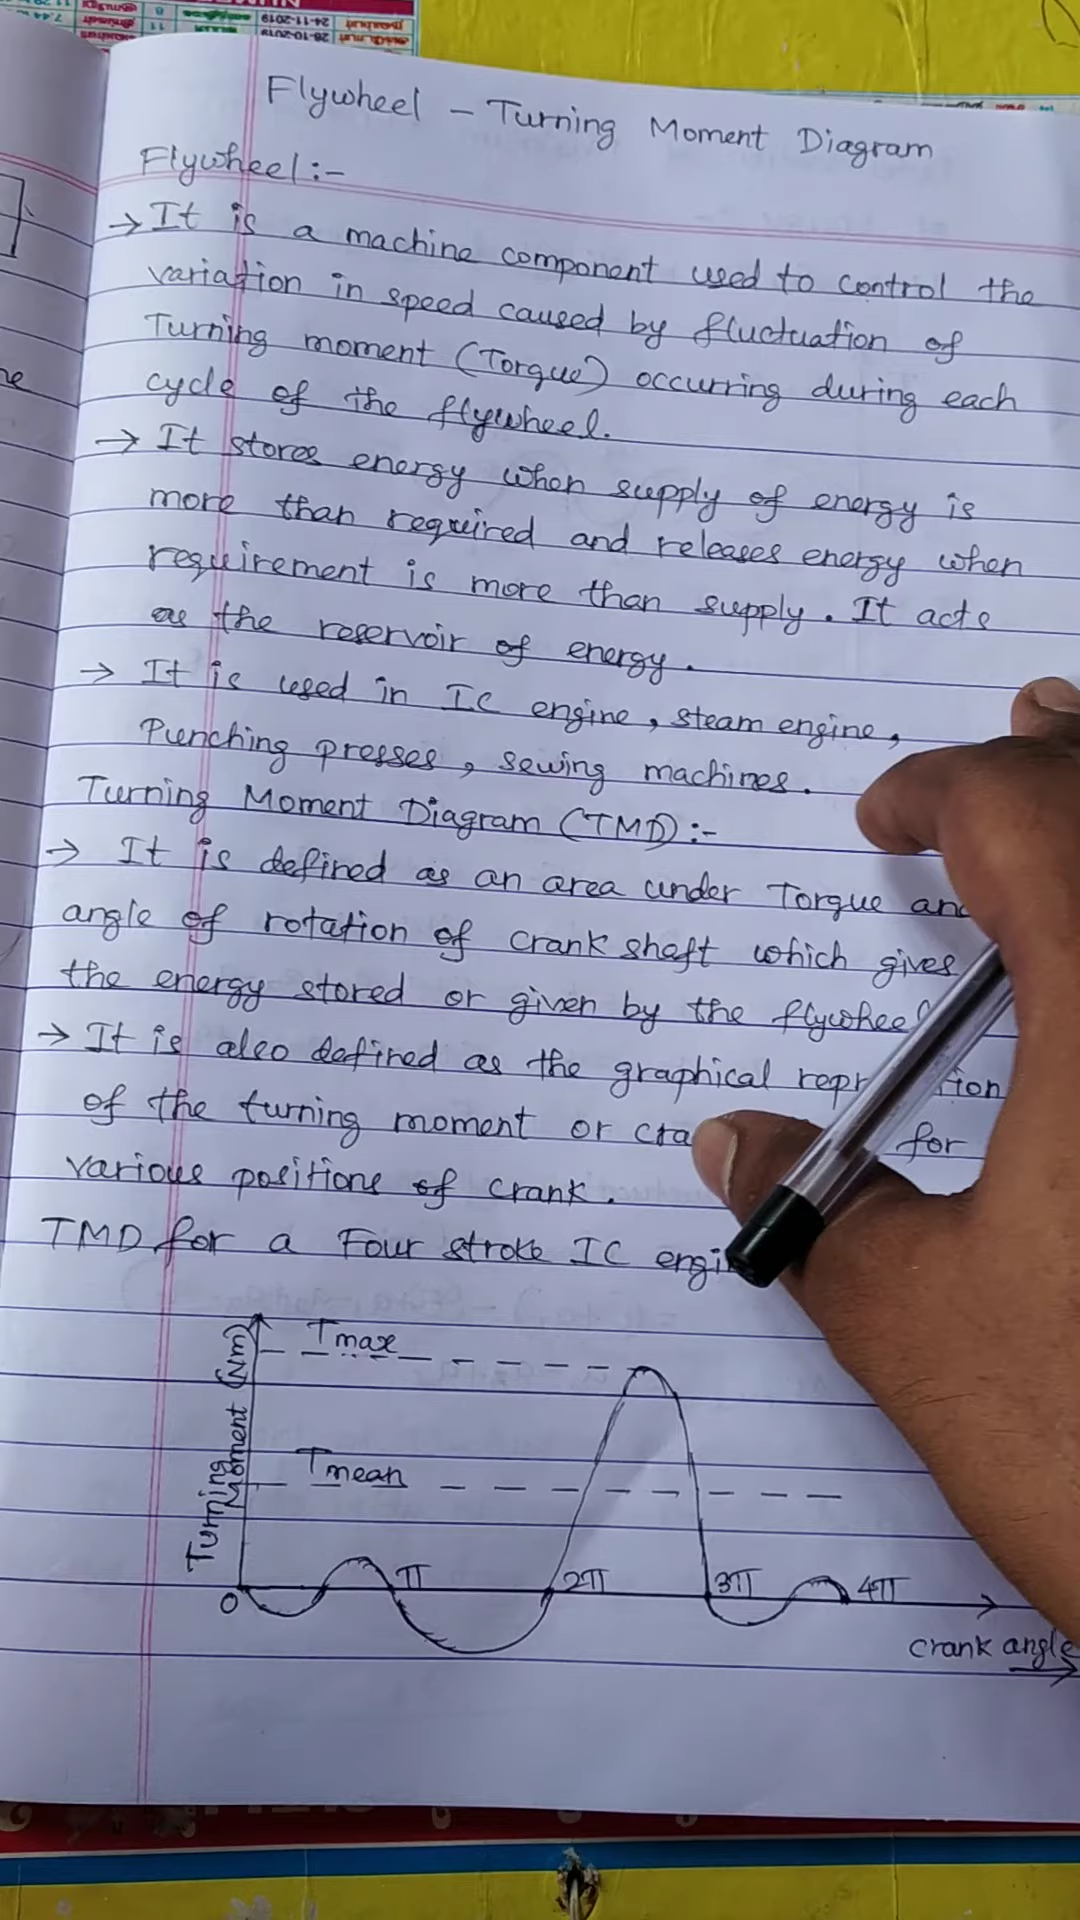 24-11-2019
28-10-2019
Flywheel - Turning Moment Diagram
Flywheel :-
→ It is a machine component used to control the
variation in speed caused by fluctuation of
Turning moment (Torque) occurring during each
cycle of the flywheel.
→ It stores energy when supply of energy is
more than required and releases energy when
requirement is more than supply. It acts
as the reservoir of energy.
→ It is used in IC engine, steam engine,
Punching presses, sewing machines.
Turning Moment Diagram (TMD) :-
→ It is defined as an area under Torque and
angle of rotation of crank shaft which gives
the energy stored or given by the flywheel
→ It is also defined as the graphical
of the turning moment or for
various positions of crank.
TMD for a Four stroke IC
Turning Moment (Nm)
Tmax
Tmean
0 π 2π 3π 4π
crank angle →